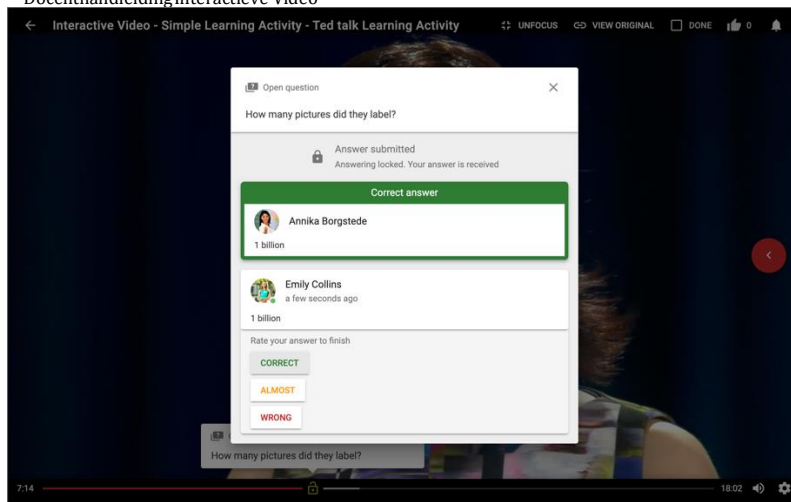 Docenthandleiding Interactieve Video
Interactive Video - Simple Learning Activity - Ted talk Learning Activity
UNFOCUS
VIEW ORIGINAL
DONE
0
Open question
How many pictures did they label?
Answer submitted
Answering locked. Your answer is received
Correct answer
Annika Borgstede
1 billion
Emily Collins
a few seconds ago
1 billion
Rate your answer to finish
CORRECT
ALMOST
WRONG
How many pictures did they label?
7:14
18:02